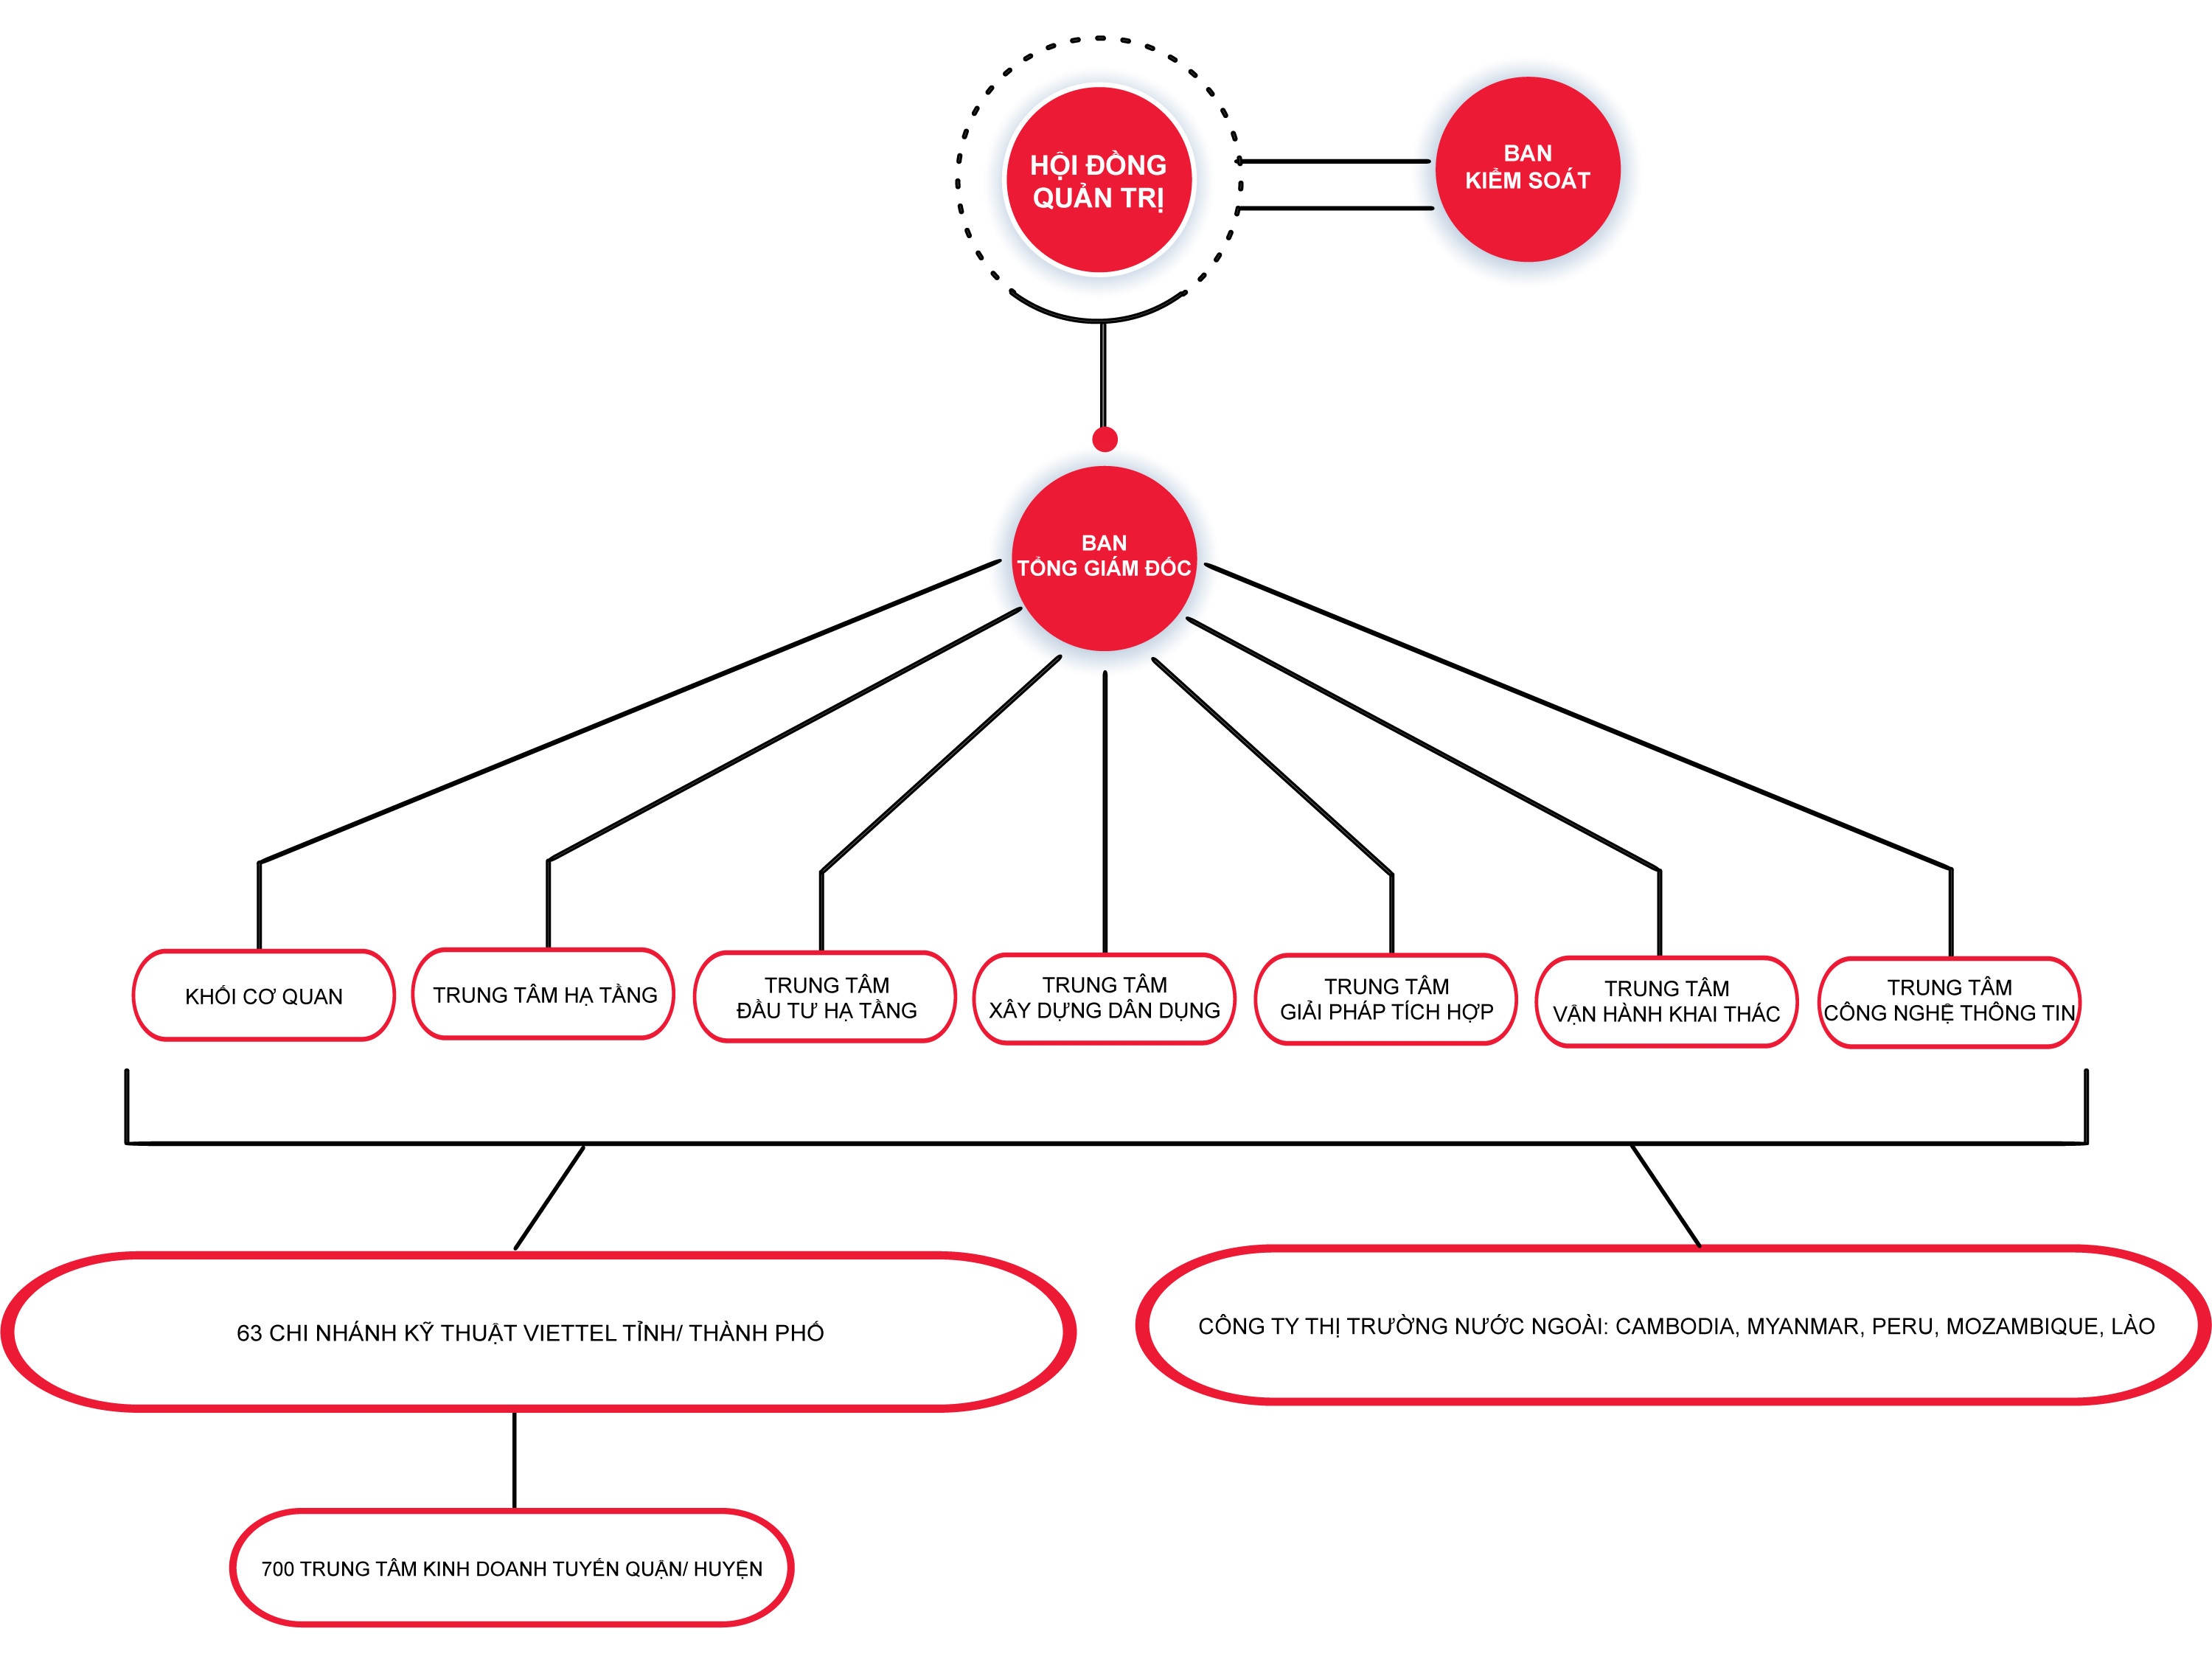 HỘI ĐỒNG
QUẢN TRỊ
BAN
KIỂM SOÁT
BAN
TỔNG GIÁM ĐỐC
KHỐI CƠ QUAN
TRUNG TÂM HẠ TẦNG
TRUNG TÂM
ĐẦU TƯ HẠ TẦNG
TRUNG TÂM
XÂY DỰNG DÂN DỤNG
TRUNG TÂM
GIẢI PHÁP TÍCH HỢP
TRUNG TÂM
VẬN HÀNH KHAI THÁC
TRUNG TÂM
CÔNG NGHỆ THÔNG TIN
63 CHI NHÁNH KỸ THUẬT VIETTEL TỈNH/ THÀNH PHỐ
CÔNG TY THỊ TRƯỜNG NƯỚC NGOÀI: CAMBODIA, MYANMAR, PERU, MOZAMBIQUE, LÀO
700 TRUNG TÂM KINH DOANH TUYẾN QUẬN/ HUYỆN